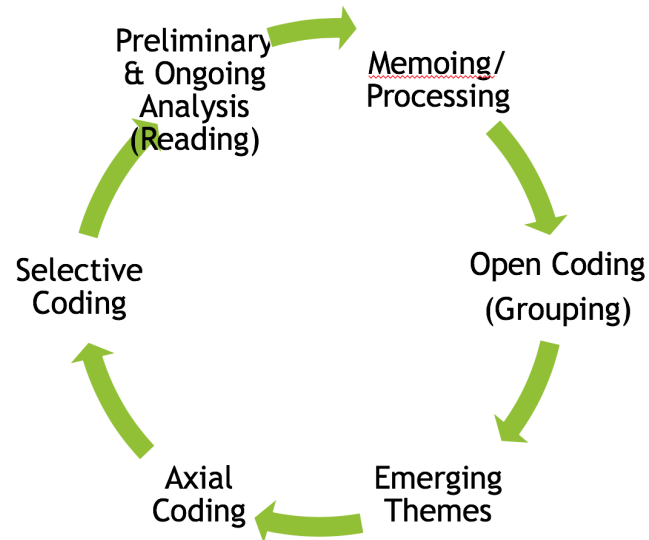 Preliminary
& Ongoing
Analysis
(Reading)
Memoing/
Processing
Open Coding
(Grouping)
Emerging
Themes
Axial
Coding
Selective
Coding